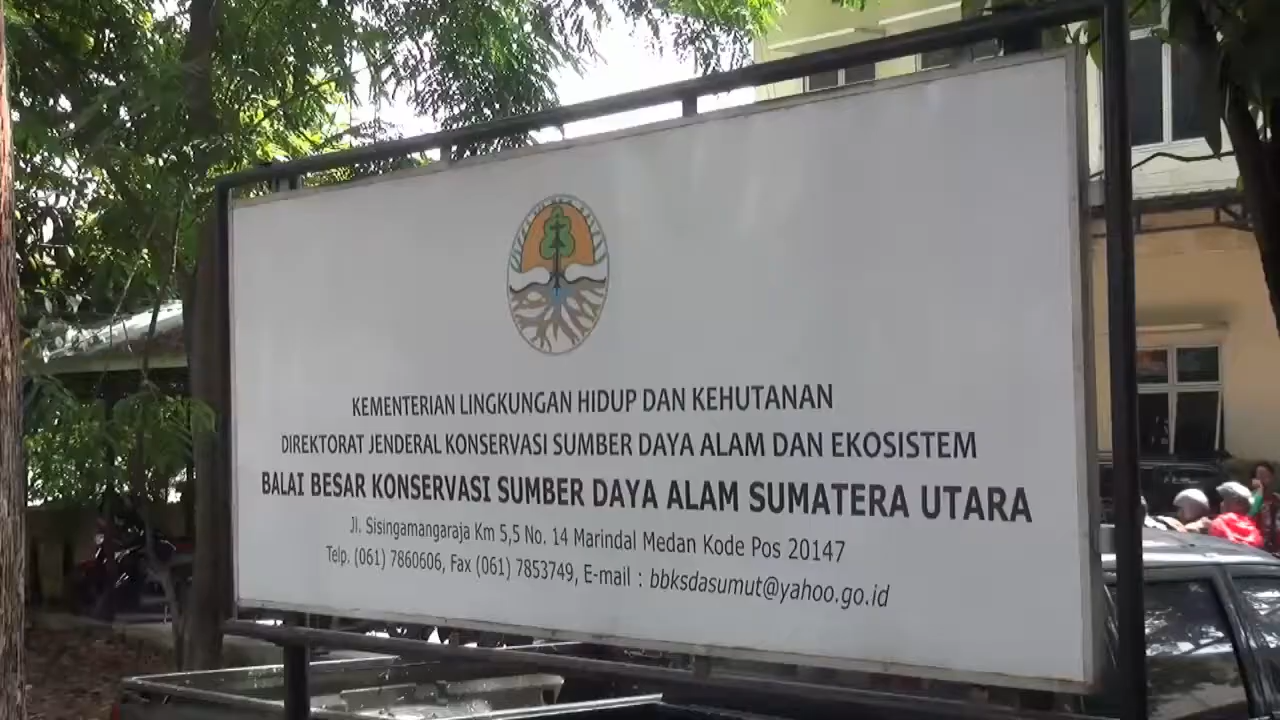 KEMENTERIAN LINGKUNGAN HIDUP DAN KEHUTANAN
DIREKTORAT JENDERAL KONSERVASI SUMBER DAYA ALAM DAN EKOSISTEM
BALAI BESAR KONSERVASI SUMBER DAYA ALAM SUMATERA UTARA
Jl. Sisingamangaraja Km 5,5 No. 14 Marindal Medan Kode Pos 20147
Telp. (061) 7860606, Fax (061) 7853749, E-mail : bbksdasumut@yahoo.go.id